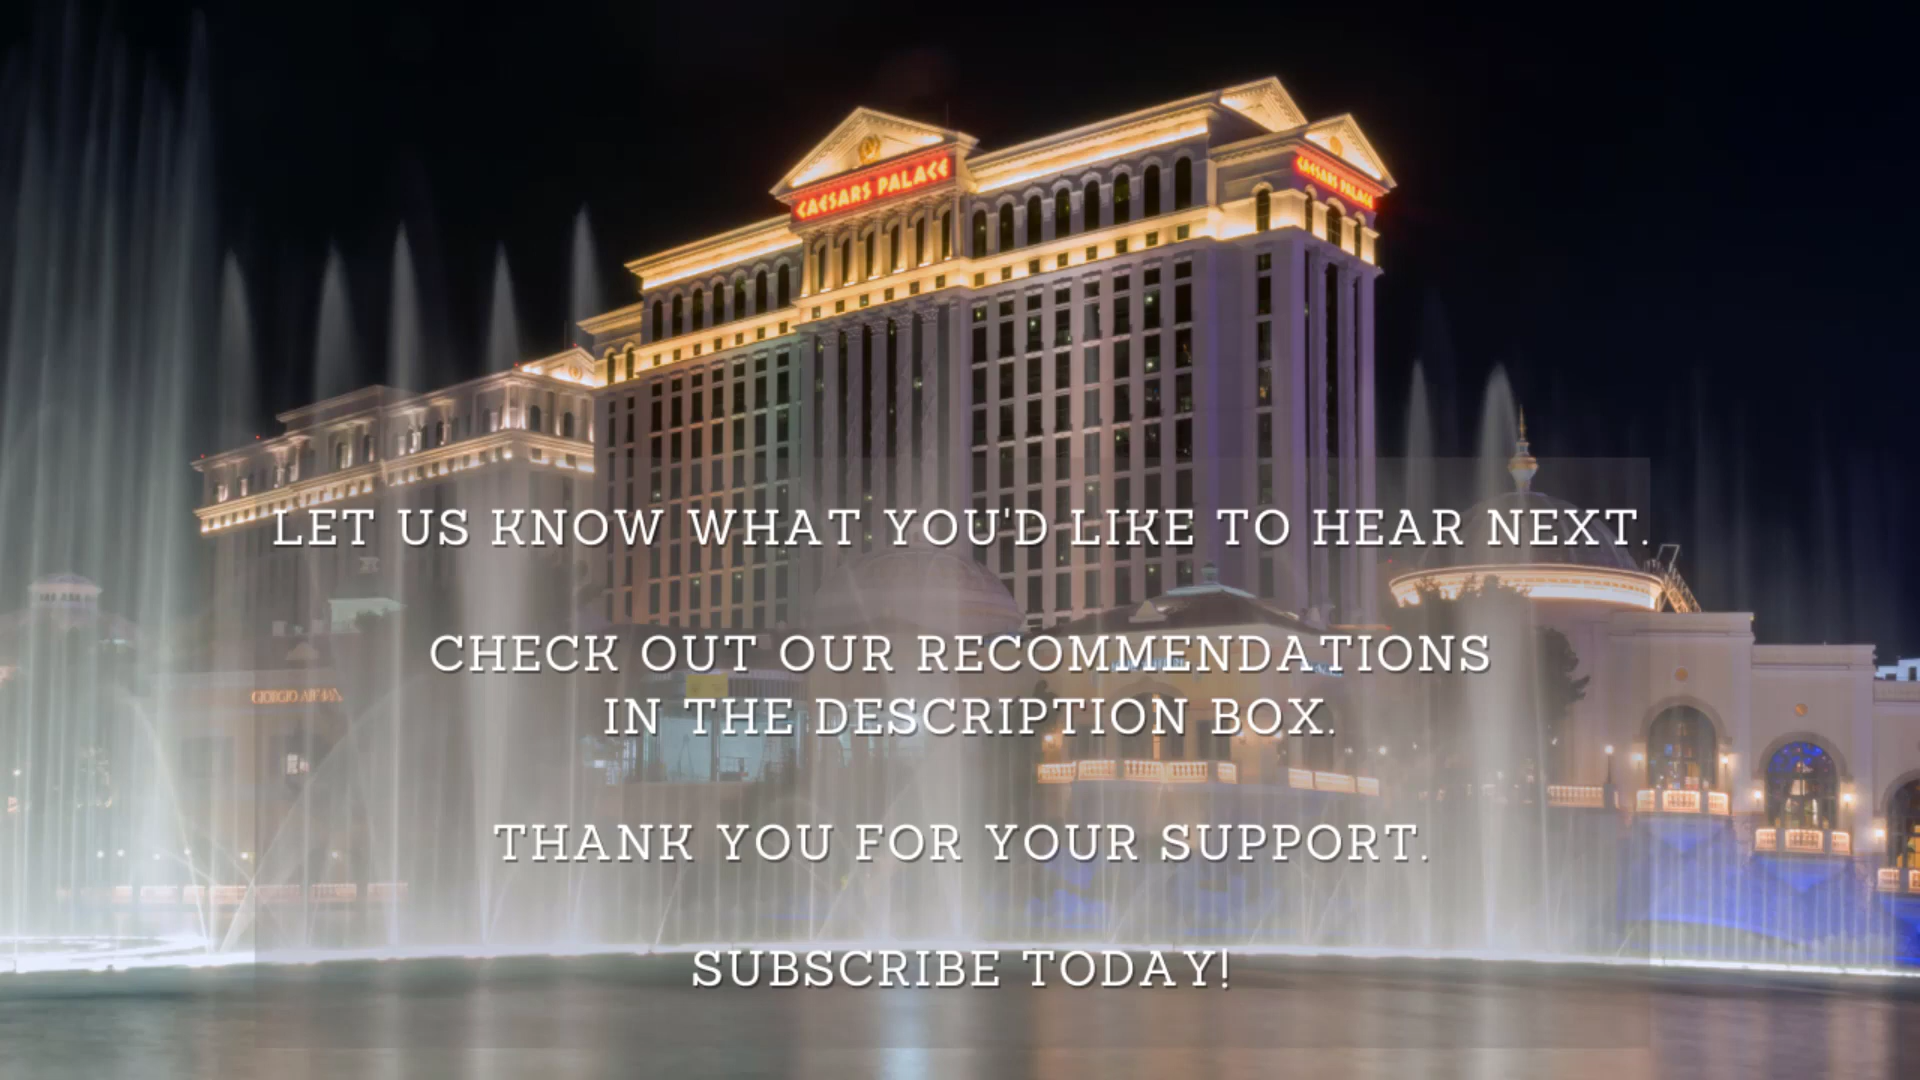 CAESARS PALACE
CAESARS PALACE
LET US KNOW WHAT YOU'D LIKE TO HEAR NEXT.
CHECK OUT OUR RECOMMENDATIONS
IN THE DESCRIPTION BOX.
GIORGIO ARMANI
THANK YOU FOR YOUR SUPPORT.
SUBSCRIBE TODAY!